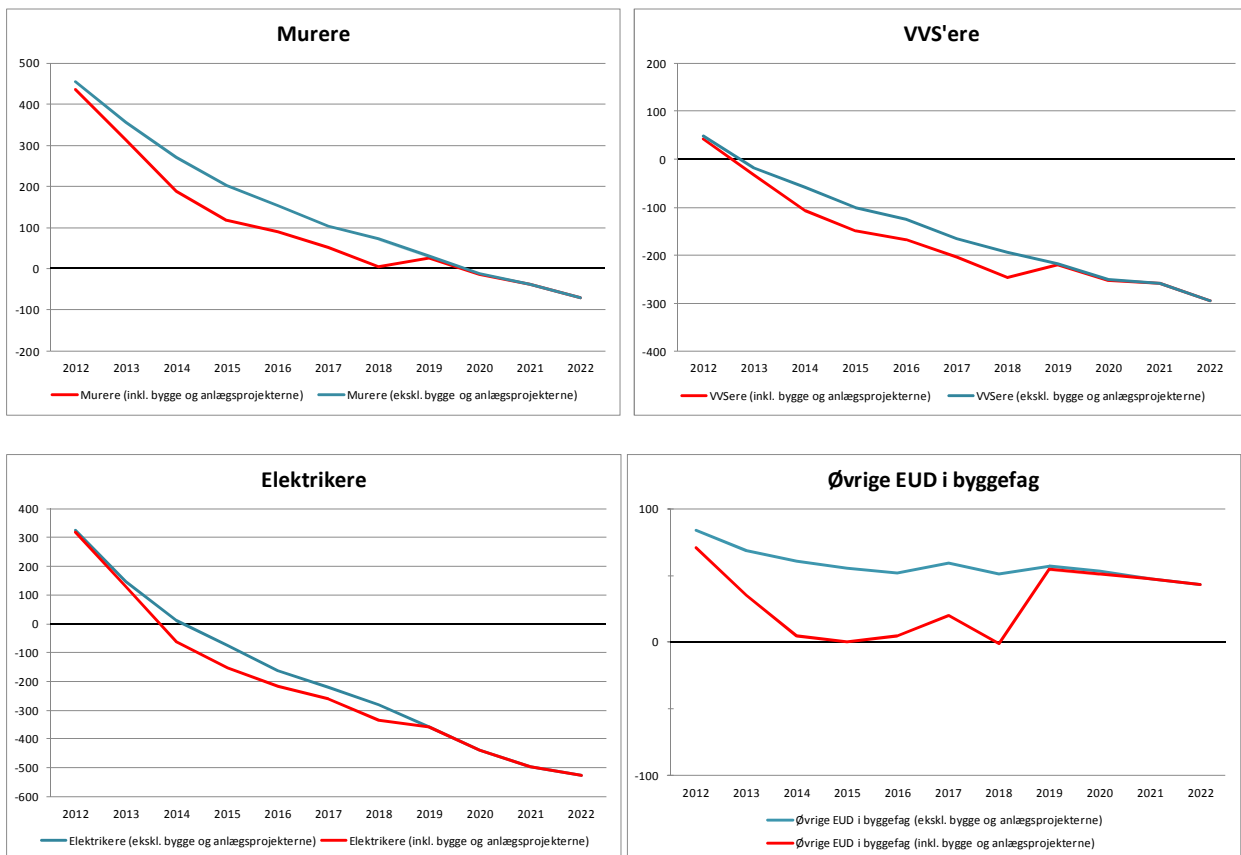 Murere
500
400
300
200
100
0
-100
-200
2012 2013 2014 2015 2016 2017 2018 2019 2020 2021 2022
Murere (inkl. bygge og anlægsprojekterne) Murere (ekskl. bygge og anlægsprojekterne)
VVS'ere
200
100
0
-100
-200
-300
-400
2012 2013 2014 2015 2016 2017 2018 2019 2020 2021 2022
VVSere (inkl. bygge og anlægsprojekterne) VVSere (ekskl. bygge og anlægsprojekterne)
Elektrikere
400
300
200
100
0
-100
-200
-300
-400
-500
-600
2012 2013 2014 2015 2016 2017 2018 2019 2020 2021 2022
Elektrikere (ekskl. bygge og anlægsprojekterne) Elektrikere (inkl. bygge og anlægsprojekterne)
Øvrige EUD i byggefag
100
0
-100
2012 2013 2014 2015 2016 2017 2018 2019 2020 2021 2022
Øvrige EUD i byggefag (ekskl. bygge og anlægsprojekterne)
Øvrige EUD i byggefag (inkl. bygge og anlægsprojekterne)